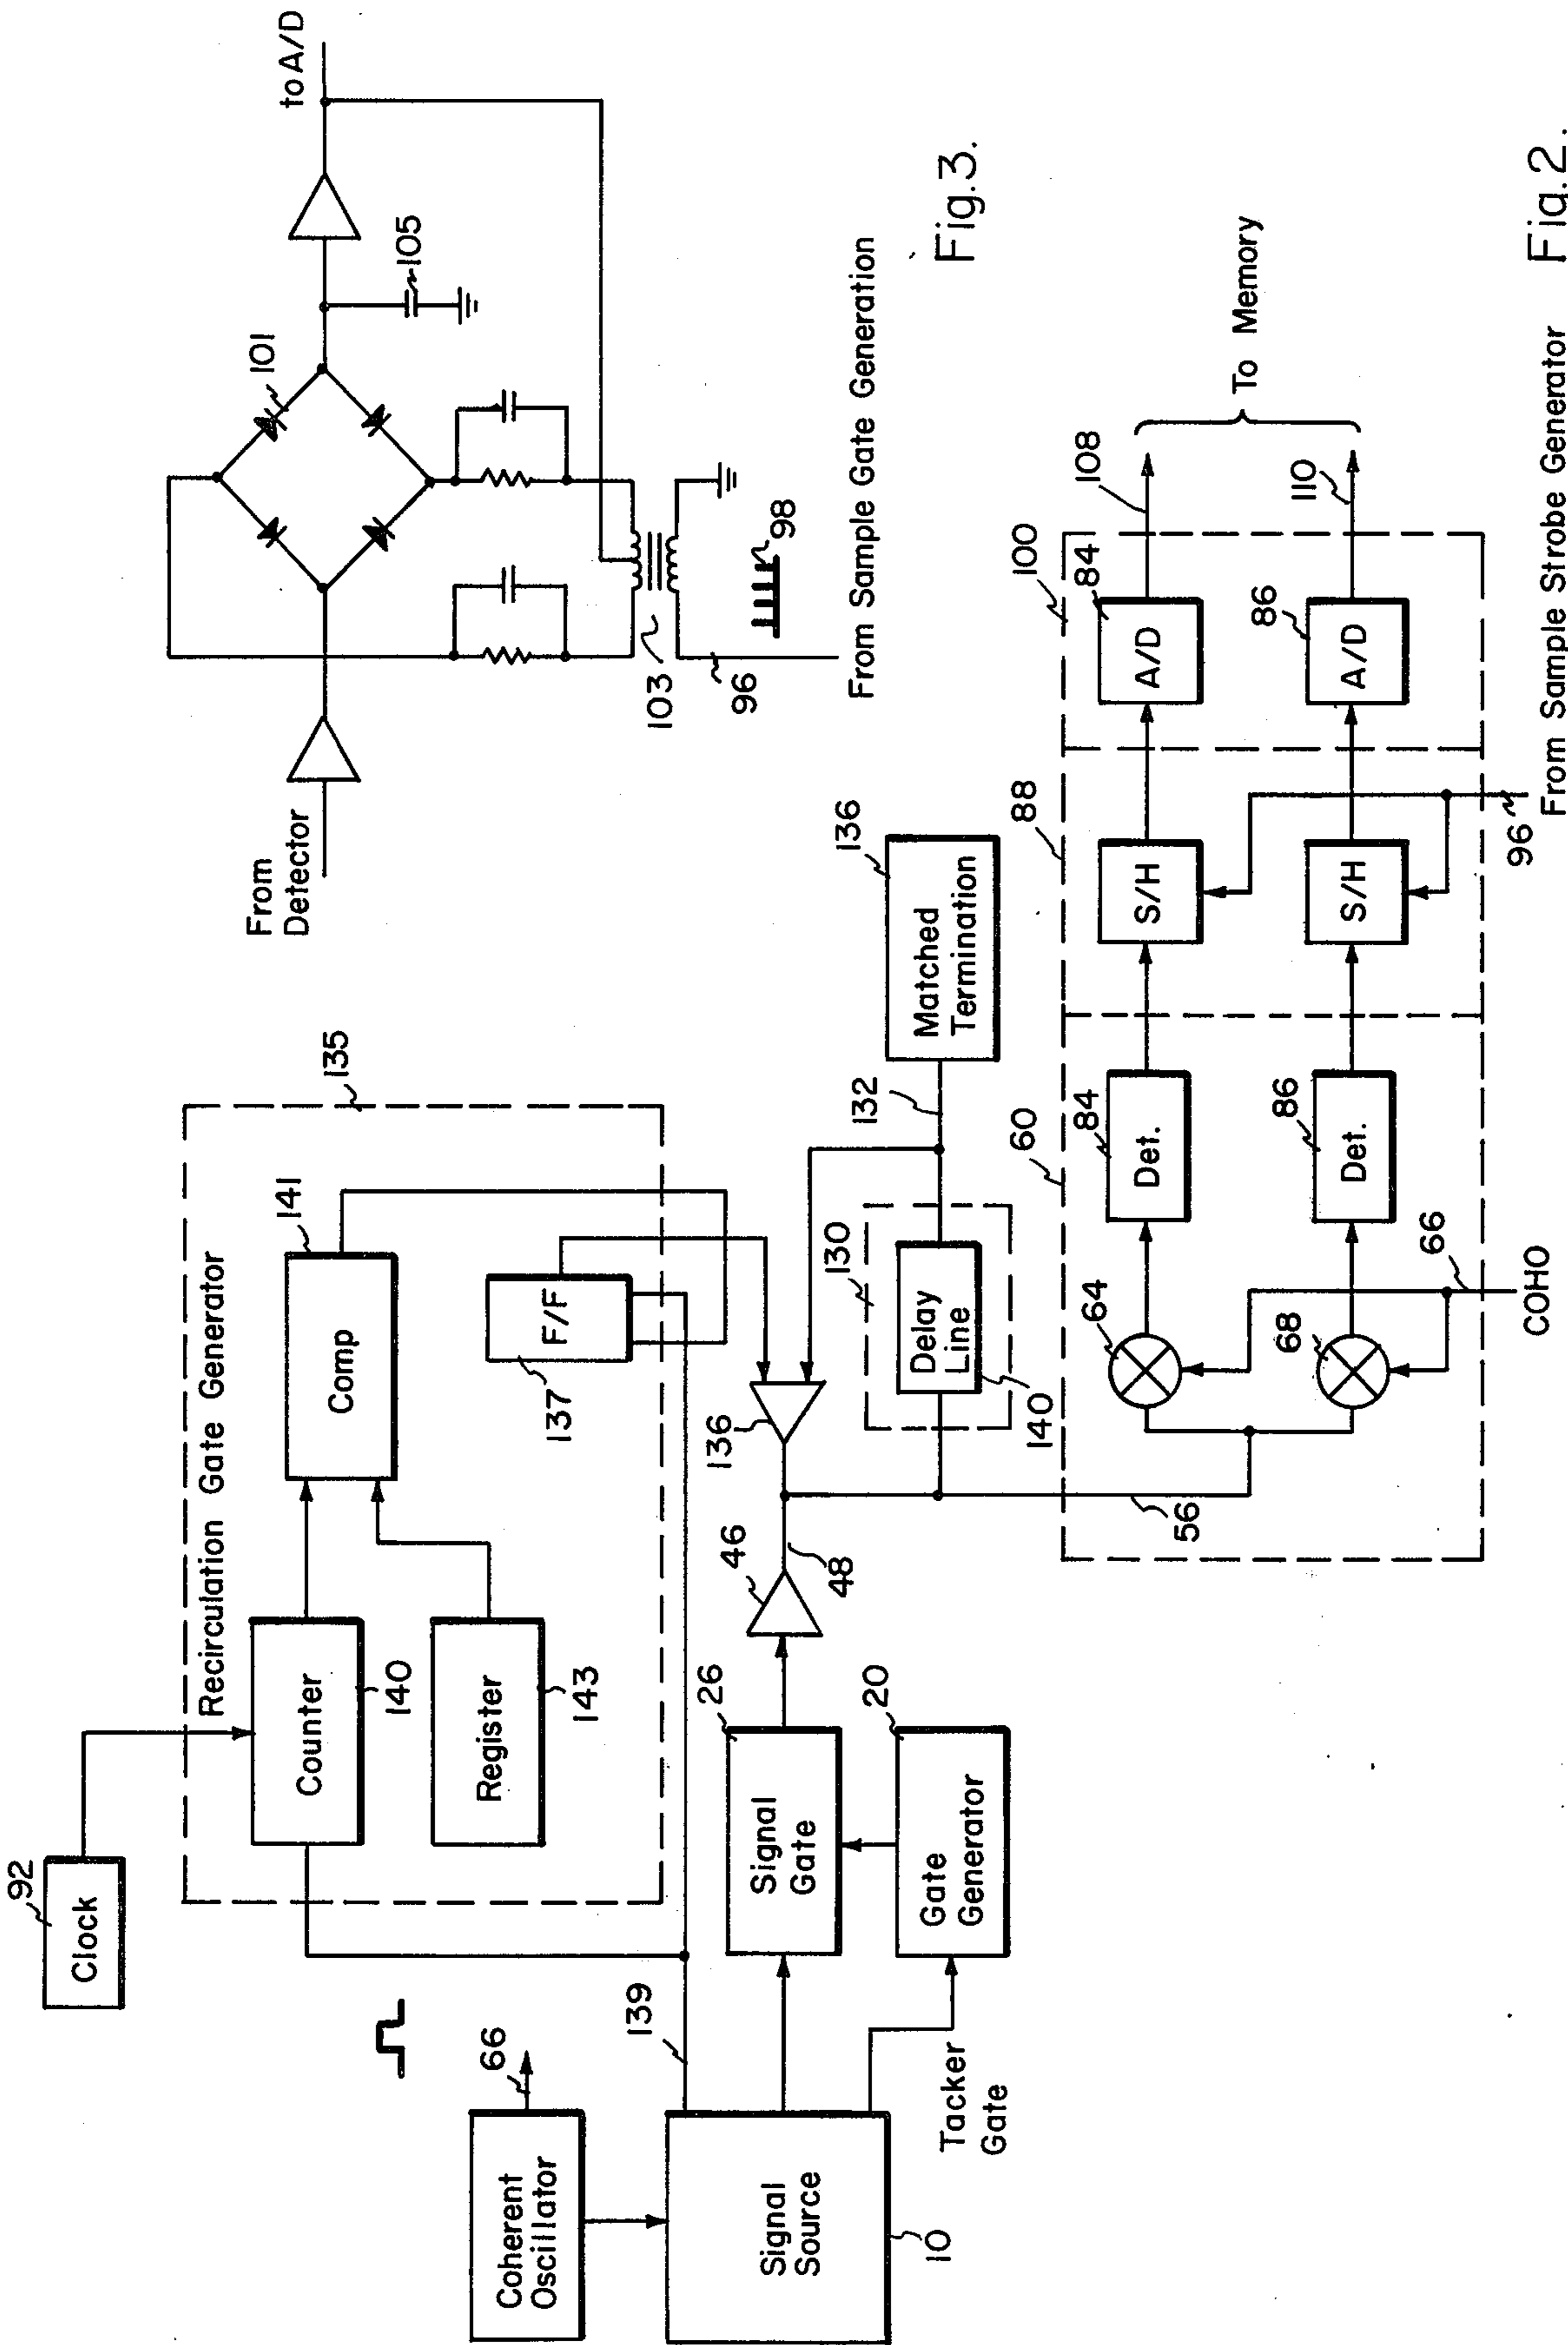 92
Clock
Recirculation Gate Generator
135
Counter
140
Comp
141
Register
143
F/F
137
Coherent
Oscillator
66
139
Signal
Source
10
Tacker
Gate
Signal
Gate
26
Gate
Generator
20
46
48
136
130
Delay
Line
140
132
136
Matched
Termination
56
60
64
84
Det.
68
86
Det.
66
COHO
88
S/H
S/H
96
From Sample Strobe Generator
100
84
A/D
86
A/D
108
110
To Memory
Fig.2.
From
Detector
101
105
to A/D
103
96
98
From Sample Gate Generation
Fig.3.